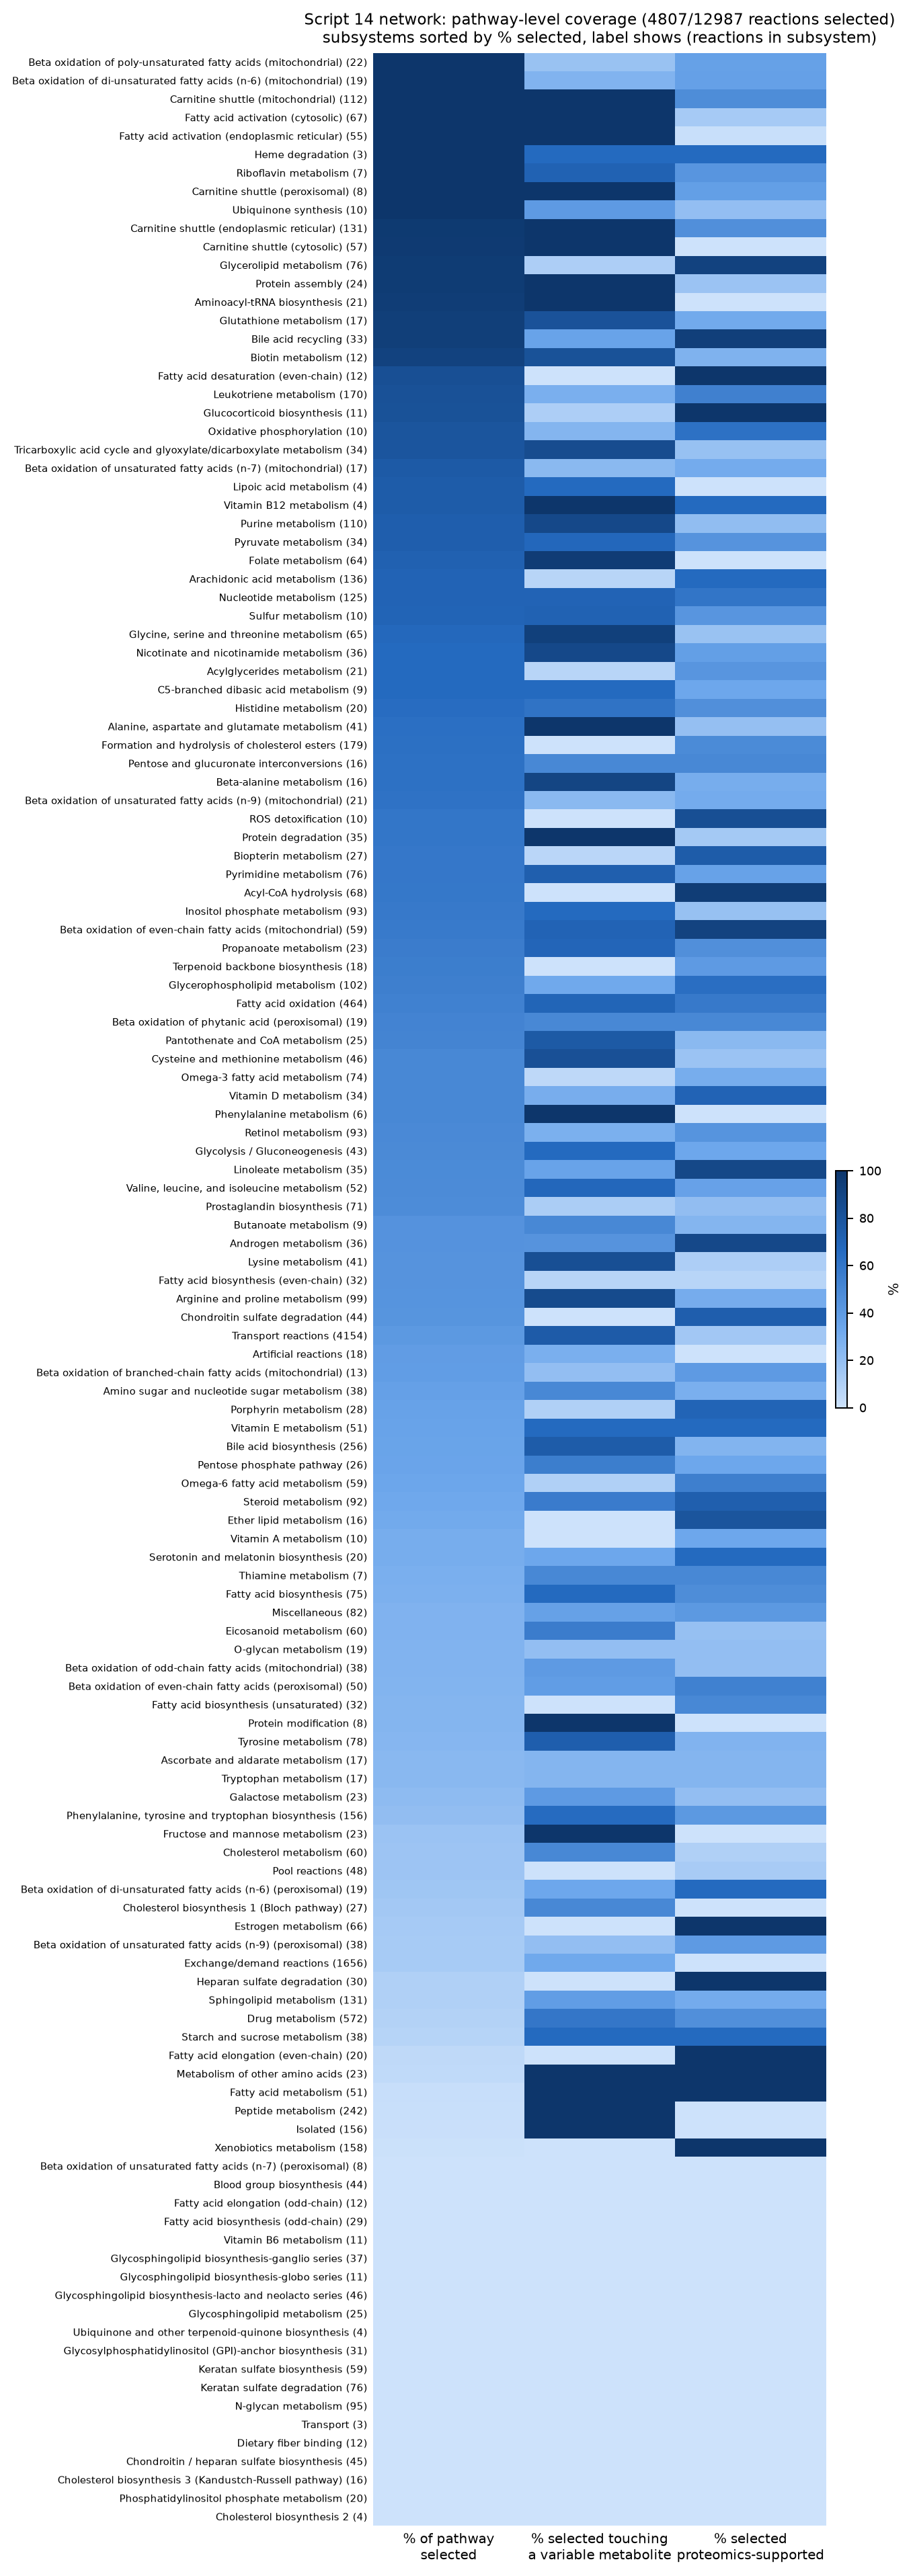 Script 14 network: pathway-level coverage (4807/12987 reactions selected)
subsystems sorted by % selected, label shows (reactions in subsystem)
Beta oxidation of poly-unsaturated fatty acids (mitochondrial) (22)
Beta oxidation of di-unsaturated fatty acids (n-6) (mitochondrial) (19)
Carnitine shuttle (mitochondrial) (112)
Fatty acid activation (cytosolic) (67)
Fatty acid activation (endoplasmic reticular) (55)
Heme degradation (3)
Riboflavin metabolism (7)
Carnitine shuttle (peroxisomal) (8)
Ubiquinone synthesis (10)
Carnitine shuttle (endoplasmic reticular) (131)
Carnitine shuttle (cytosolic) (57)
Glycerolipid metabolism (76)
Protein assembly (24)
Aminoacyl-tRNA biosynthesis (21)
Glutathione metabolism (17)
Bile acid recycling (33)
Biotin metabolism (12)
Fatty acid desaturation (even-chain) (12)
Leukotriene metabolism (170)
Glucocorticoid biosynthesis (11)
Oxidative phosphorylation (10)
Tricarboxylic acid cycle and glyoxylate/dicarboxylate metabolism (34)
Beta oxidation of unsaturated fatty acids (n-7) (mitochondrial) (17)
Lipoic acid metabolism (4)
Vitamin B12 metabolism (4)
Purine metabolism (110)
Pyruvate metabolism (34)
Folate metabolism (64)
Arachidonic acid metabolism (136)
Nucleotide metabolism (125)
Sulfur metabolism (10)
Glycine, serine and threonine metabolism (65)
Nicotinate and nicotinamide metabolism (36)
Acylglycerides metabolism (21)
C5-branched dibasic acid metabolism (9)
Histidine metabolism (20)
Alanine, aspartate and glutamate metabolism (41)
Formation and hydrolysis of cholesterol esters (179)
Pentose and glucuronate interconversions (16)
Beta-alanine metabolism (16)
Beta oxidation of unsaturated fatty acids (n-9) (mitochondrial) (21)
ROS detoxification (10)
Protein degradation (35)
Biopterin metabolism (27)
Pyrimidine metabolism (76)
Acyl-CoA hydrolysis (68)
Inositol phosphate metabolism (93)
Beta oxidation of even-chain fatty acids (mitochondrial) (59)
Propanoate metabolism (23)
Terpenoid backbone biosynthesis (18)
Glycerophospholipid metabolism (102)
Fatty acid oxidation (464)
Beta oxidation of phytanic acid (peroxisomal) (19)
Pantothenate and CoA metabolism (25)
Cysteine and methionine metabolism (46)
Omega-3 fatty acid metabolism (74)
Vitamin D metabolism (34)
Phenylalanine metabolism (6)
Retinol metabolism (93)
Glycolysis / Gluconeogenesis (43)
Linoleate metabolism (35)
Valine, leucine, and isoleucine metabolism (52)
Prostaglandin biosynthesis (71)
Butanoate metabolism (9)
Androgen metabolism (36)
Lysine metabolism (41)
Fatty acid biosynthesis (even-chain) (32)
Arginine and proline metabolism (99)
Chondroitin sulfate degradation (44)
Transport reactions (4154)
Artificial reactions (18)
Beta oxidation of branched-chain fatty acids (mitochondrial) (13)
Amino sugar and nucleotide sugar metabolism (38)
Porphyrin metabolism (28)
Vitamin E metabolism (51)
Bile acid biosynthesis (256)
Pentose phosphate pathway (26)
Omega-6 fatty acid metabolism (59)
Steroid metabolism (92)
Ether lipid metabolism (16)
Vitamin A metabolism (10)
Serotonin and melatonin biosynthesis (20)
Thiamine metabolism (7)
Fatty acid biosynthesis (75)
Miscellaneous (82)
Eicosanoid metabolism (60)
O-glycan metabolism (19)
Beta oxidation of odd-chain fatty acids (mitochondrial) (38)
Beta oxidation of even-chain fatty acids (peroxisomal) (50)
Fatty acid biosynthesis (unsaturated) (32)
Protein modification (8)
Tyrosine metabolism (78)
Ascorbate and aldarate metabolism (17)
Tryptophan metabolism (17)
Galactose metabolism (23)
Phenylalanine, tyrosine and tryptophan biosynthesis (156)
Fructose and mannose metabolism (23)
Cholesterol metabolism (60)
Pool reactions (48)
Beta oxidation of di-unsaturated fatty acids (n-6) (peroxisomal) (19)
Cholesterol biosynthesis 1 (Bloch pathway) (27)
Estrogen metabolism (66)
Beta oxidation of unsaturated fatty acids (n-9) (peroxisomal) (38)
Exchange/demand reactions (1656)
Heparan sulfate degradation (30)
Sphingolipid metabolism (131)
Drug metabolism (572)
Starch and sucrose metabolism (38)
Fatty acid elongation (even-chain) (20)
Metabolism of other amino acids (23)
Fatty acid metabolism (51)
Peptide metabolism (242)
Isolated (156)
Xenobiotics metabolism (158)
Beta oxidation of unsaturated fatty acids (n-7) (peroxisomal) (8)
Blood group biosynthesis (44)
Fatty acid elongation (odd-chain) (12)
Fatty acid biosynthesis (odd-chain) (29)
Vitamin B6 metabolism (11)
Glycosphingolipid biosynthesis-ganglio series (37)
Glycosphingolipid biosynthesis-globo series (11)
Glycosphingolipid biosynthesis-lacto and neolacto series (46)
Glycosphingolipid metabolism (25)
Ubiquinone and other terpenoid-quinone biosynthesis (4)
Glycosylphosphatidylinositol (GPI)-anchor biosynthesis (31)
Keratan sulfate biosynthesis (59)
Keratan sulfate degradation (76)
N-glycan metabolism (95)
Transport (3)
Dietary fiber binding (12)
Chondroitin / heparan sulfate biosynthesis (45)
Cholesterol biosynthesis 3 (Kandustch-Russell pathway) (16)
Phosphatidylinositol phosphate metabolism (20)
Cholesterol biosynthesis 2 (4)
% of pathway
selected
% selected touching
a variable metabolite
% selected
proteomics-supported
100
80
60
40
20
0
%